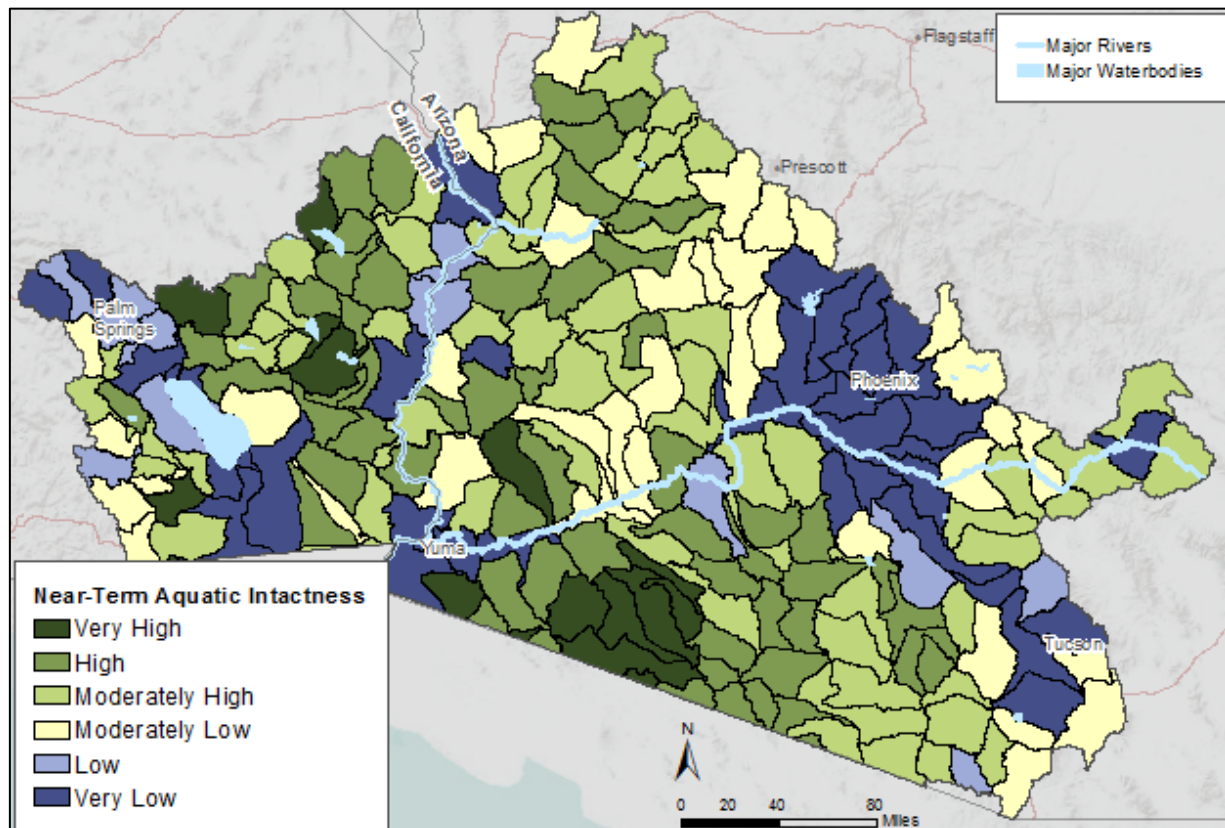 Flagstaff
Major Rivers
Major Waterbodies
Arizona
California
Prescott
Palm
Springs
Phoenix
Yuma
Tucson
Near-Term Aquatic Intactness
Very High
High
Moderately High
Moderately Low
Low
Very Low
N
0 20 40 80
Miles